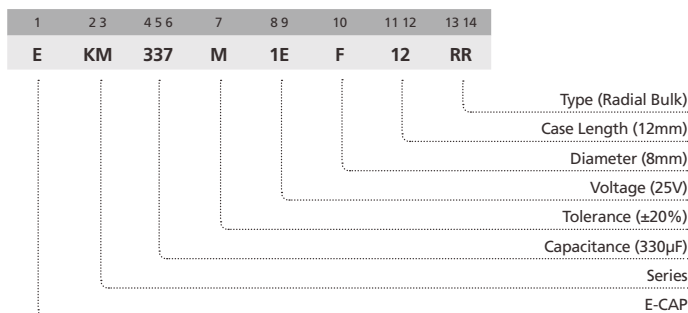 1 2 3 4 5 6 7 8 9 10 11 12 13 14
E KM 337 M 1E F 12 RR
Type (Radial Bulk)
Case Length (12mm)
Diameter (8mm)
Voltage (25V)
Tolerance (±20%)
Capacitance (330µF)
Series
E-CAP